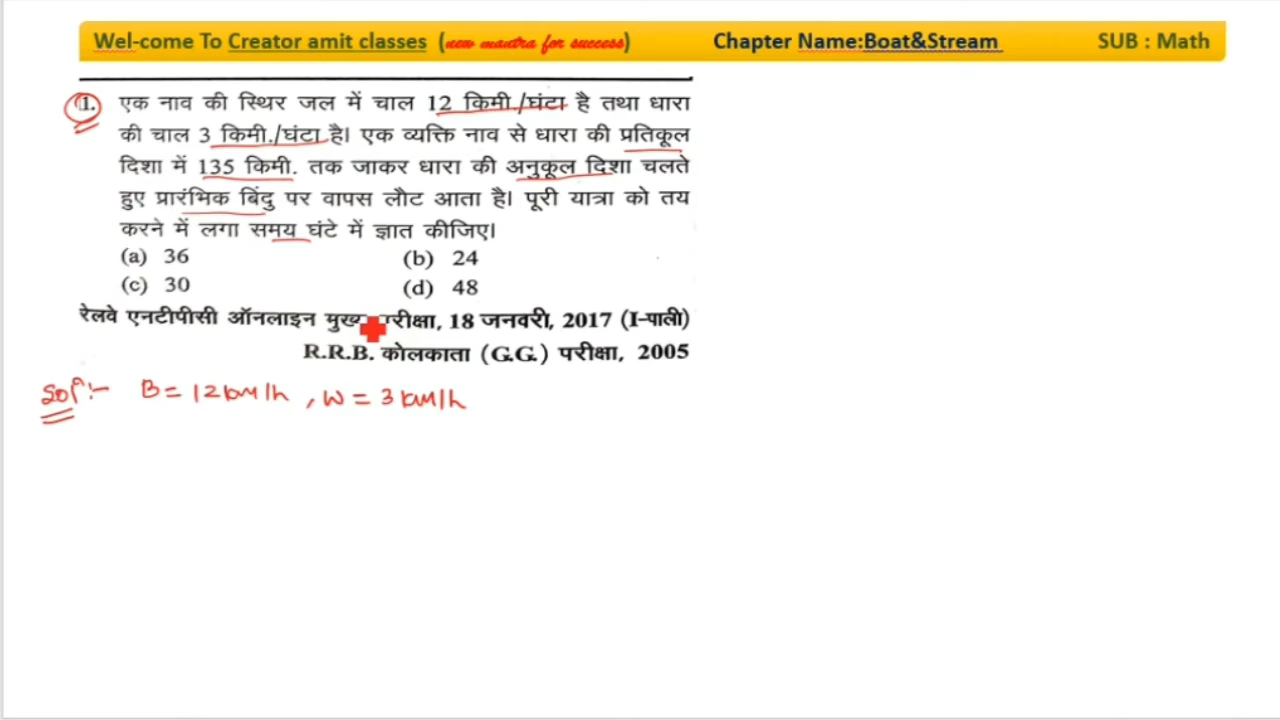 Wel-come To Creator amit classes (new mantra for success) Chapter Name:Boat&Stream SUB : Math
1. एक नाव की स्थिर जल में चाल 12 किमी./घंटा है तथा धारा
की चाल 3 किमी./घंटा है। एक व्यक्ति नाव से धारा की प्रतिकूल
दिशा में 135 किमी. तक जाकर धारा की अनुकूल दिशा चलते
हुए प्रारंभिक बिंदु पर वापस लौट आता है। पूरी यात्रा को तय
करने में लगा समय घंटे में ज्ञात कीजिए।
(a) 36 (b) 24
(c) 30 (d) 48
रेलवे एनटीपीसी ऑनलाइन मुख्य परीक्षा, 18 जनवरी, 2017 (I-पाली)
R.R.B. कोलकाता (G.G.) परीक्षा, 2005
Solⁿ:- B = 12 km/h , W = 3 km/h